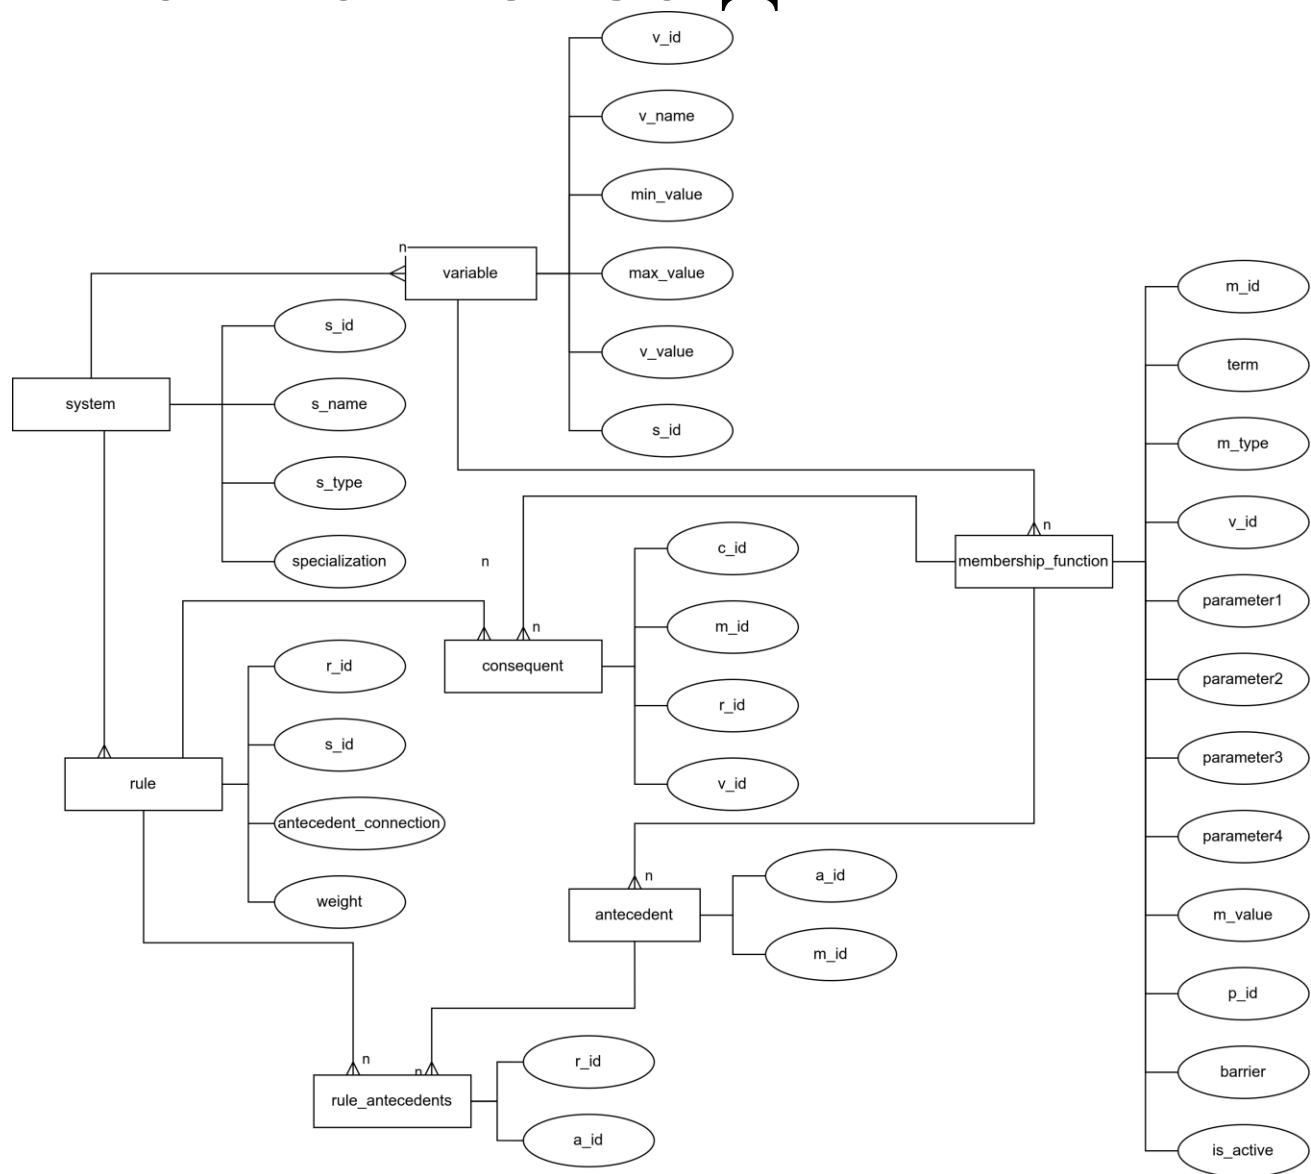 v_id
v_name
min_value
n
variable
max_value
v_value
s_id
s_id
system
s_name
s_type
specialization
m_id
term
m_type
v_id
parameter1
parameter2
parameter3
parameter4
m_value
p_id
barrier
is_active
n
membership_function
n
n
consequent
c_id
m_id
r_id
v_id
r_id
s_id
rule
antecedent_connection
weight
n
antecedent
a_id
m_id
n
n
rule_antecedents
r_id
a_id